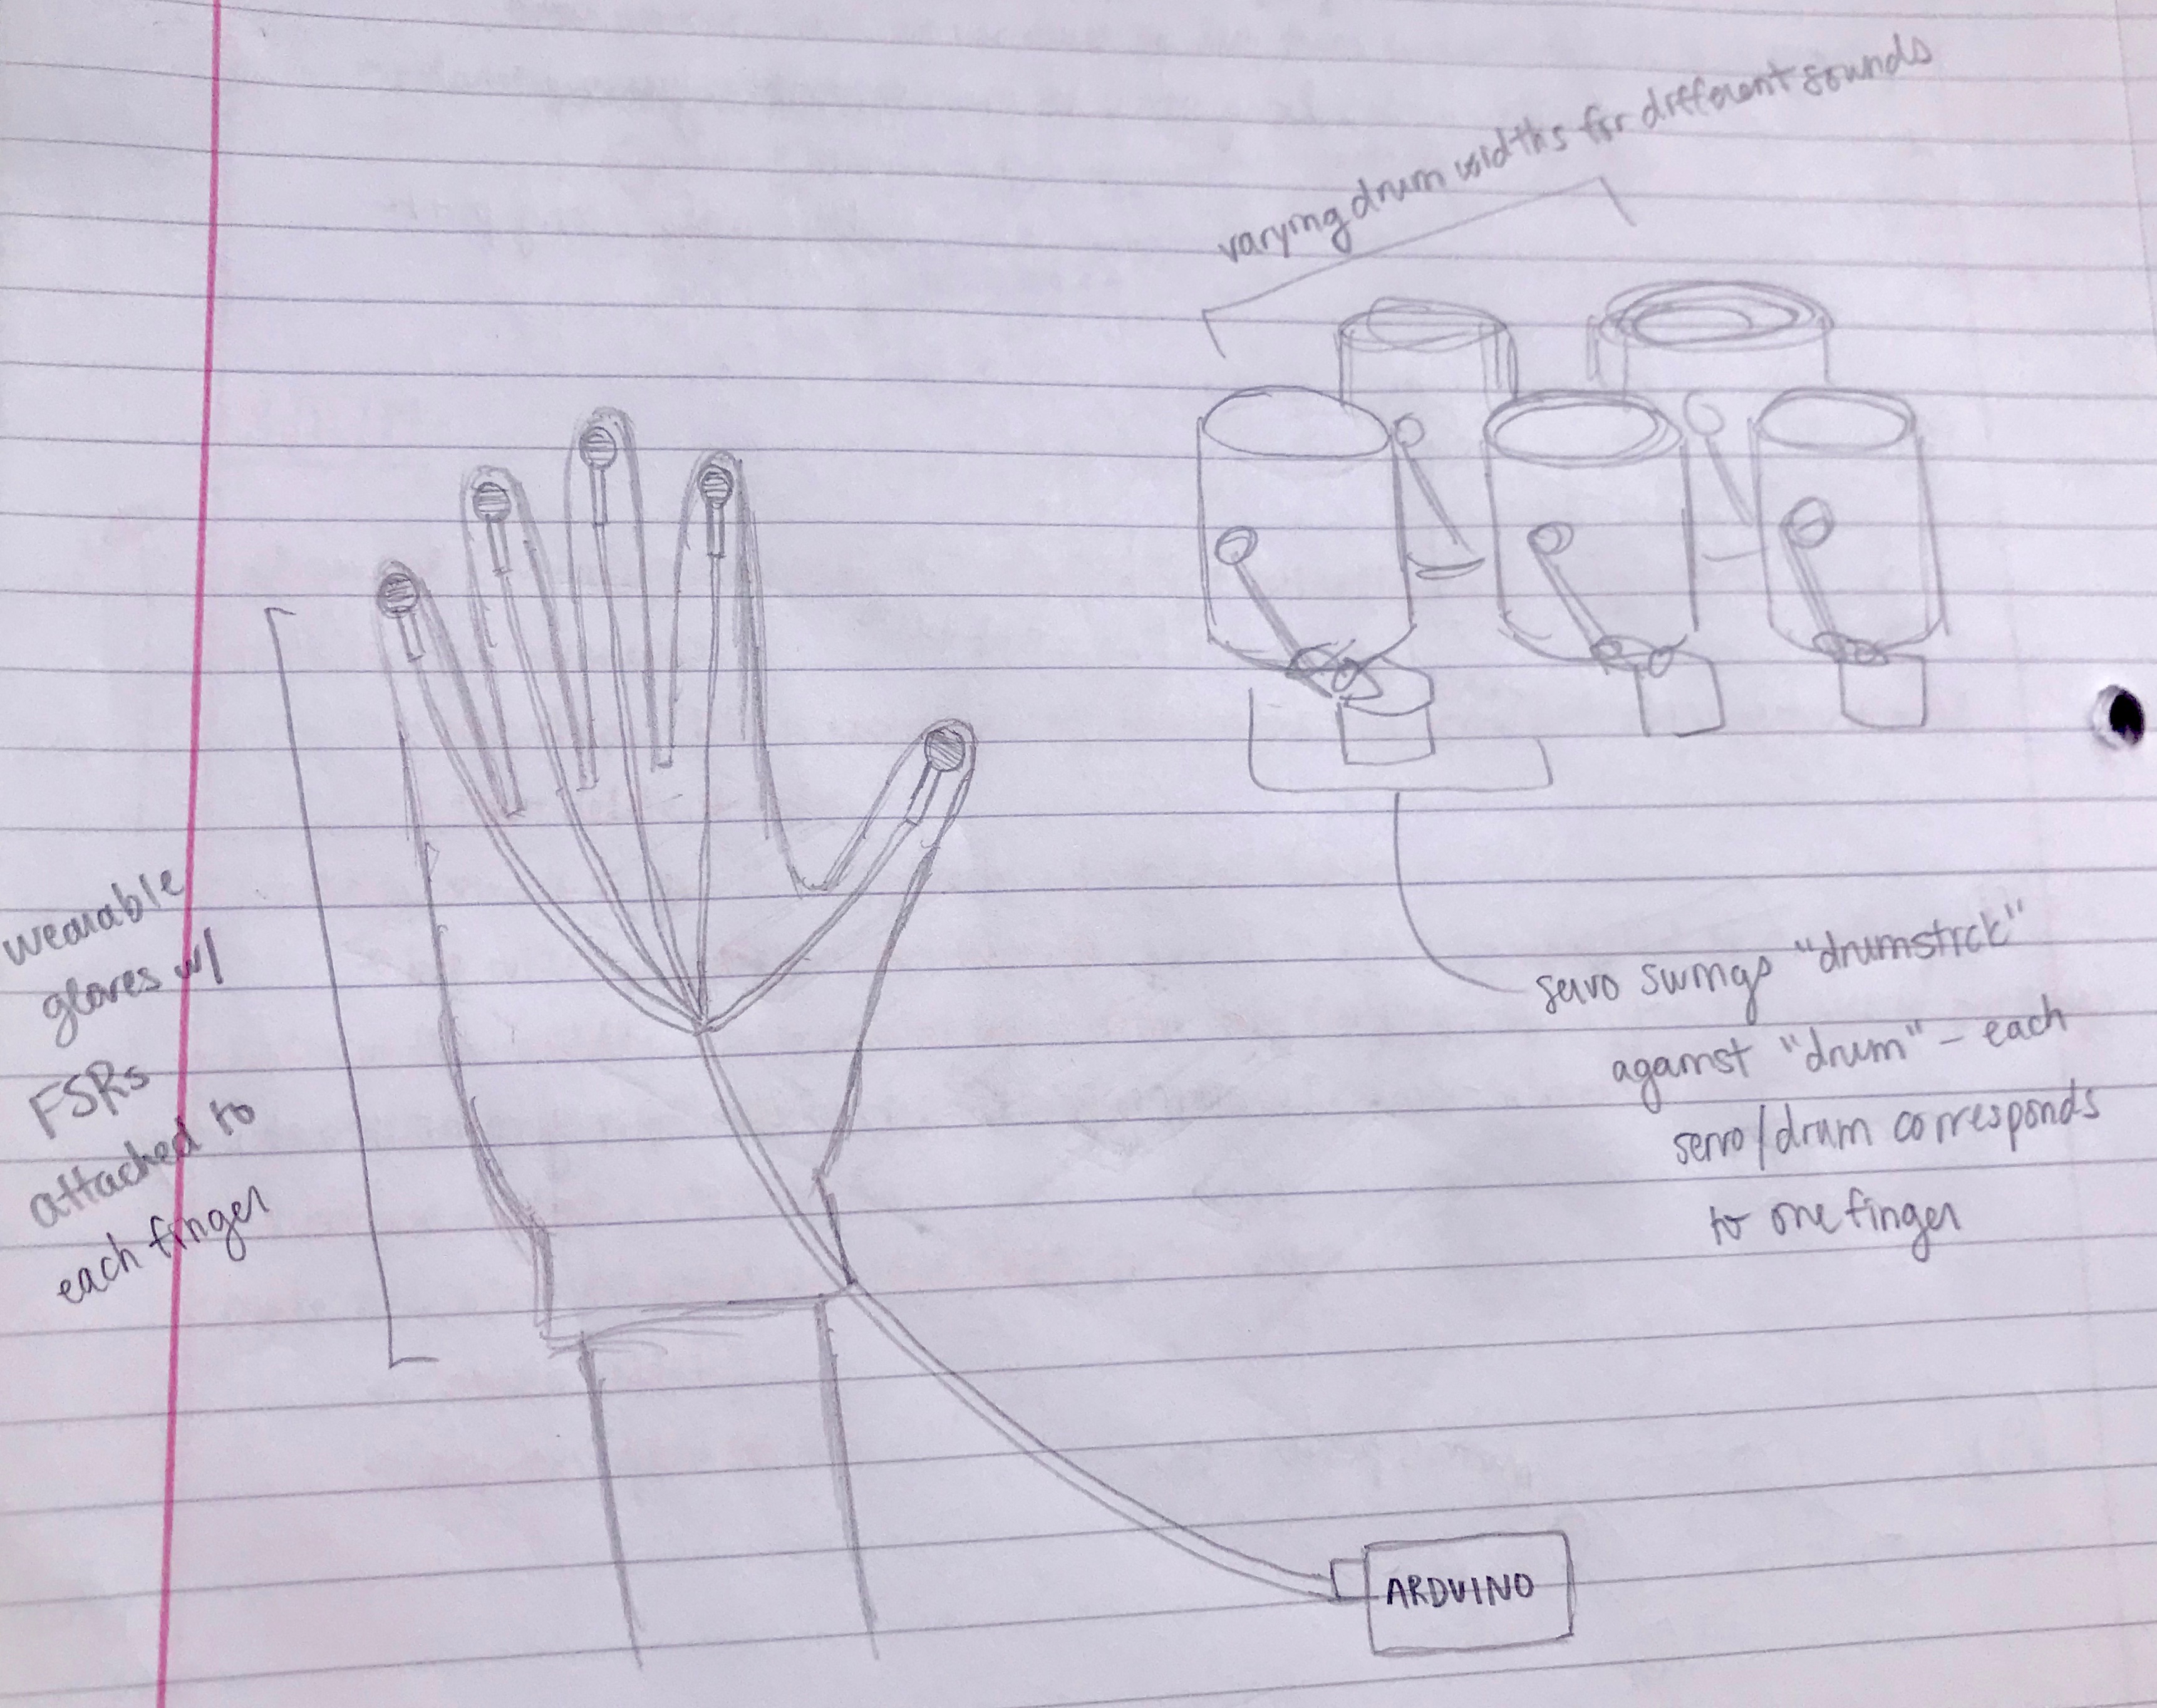 varying drum widths for different sounds
wearable
gloves w/
FSRs
attached to
each finger
servo swings "drumstick"
against "drum" - each
servo/drum corresponds
to one finger
ARDUINO